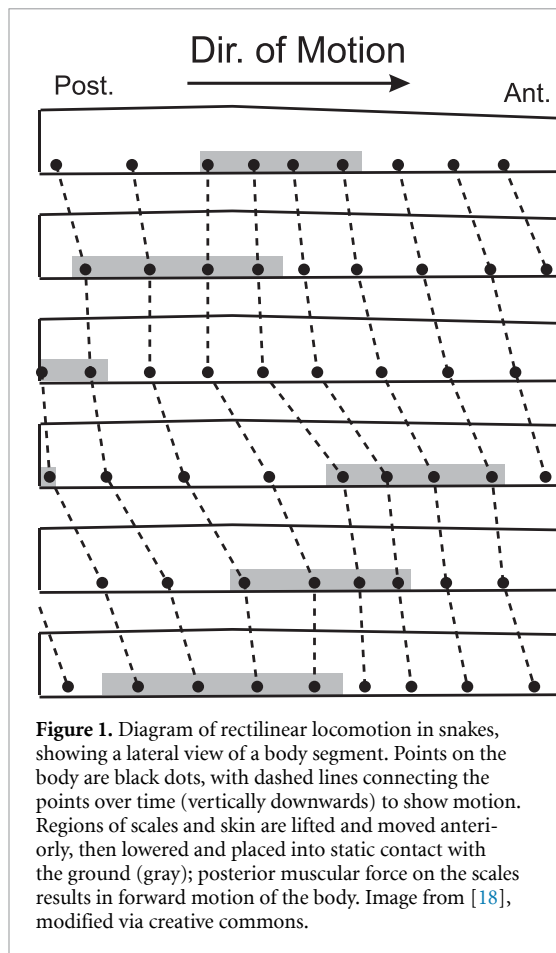 Dir. of Motion
Post.
Ant.
Figure 1. Diagram of rectilinear locomotion in snakes,
showing a lateral view of a body segment. Points on the
body are black dots, with dashed lines connecting the
points over time (vertically downwards) to show motion.
Regions of scales and skin are lifted and moved anteri-
orly, then lowered and placed into static contact with
the ground (gray); posterior muscular force on the scales
results in forward motion of the body. Image from [18],
modified via creative commons.